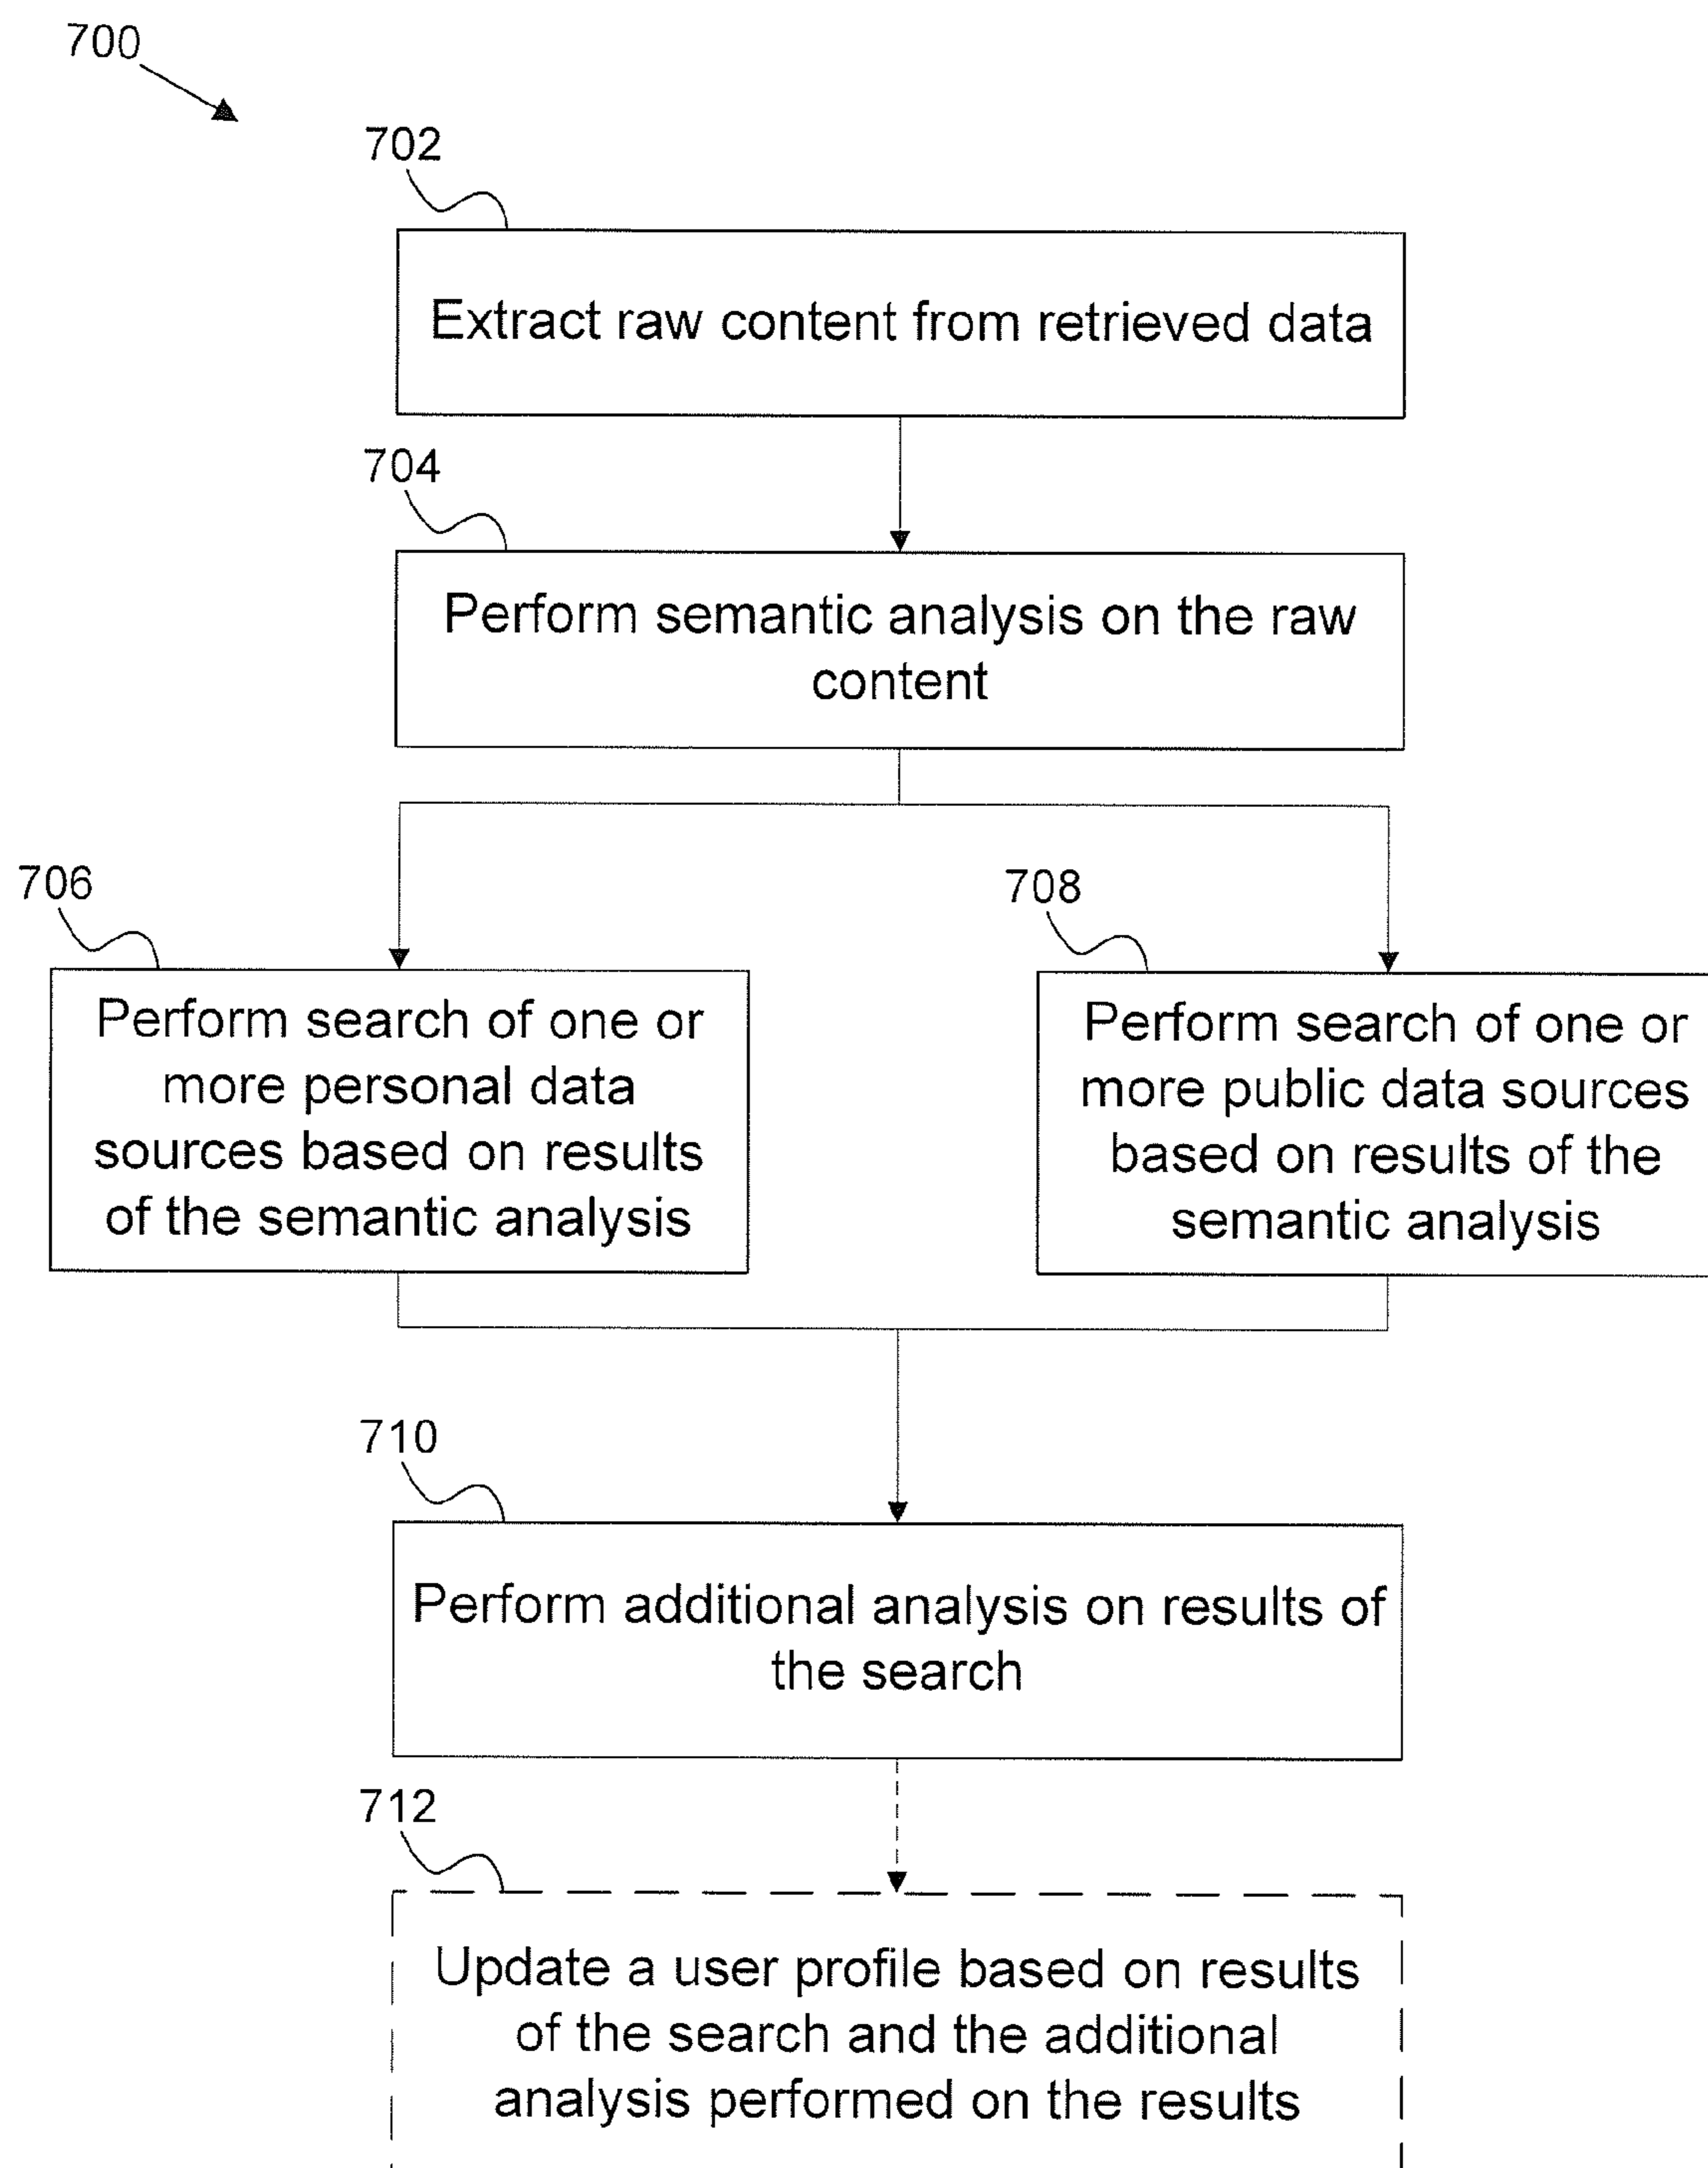 700
702
Extract raw content from retrieved data
704
Perform semantic analysis on the raw
content
706
Perform search of one or
more personal data
sources based on results
of the semantic analysis
708
Perform search of one or
more public data sources
based on results of the
semantic analysis
710
Perform additional analysis on results of
the search
712
Update a user profile based on results
of the search and the additional
analysis performed on the results